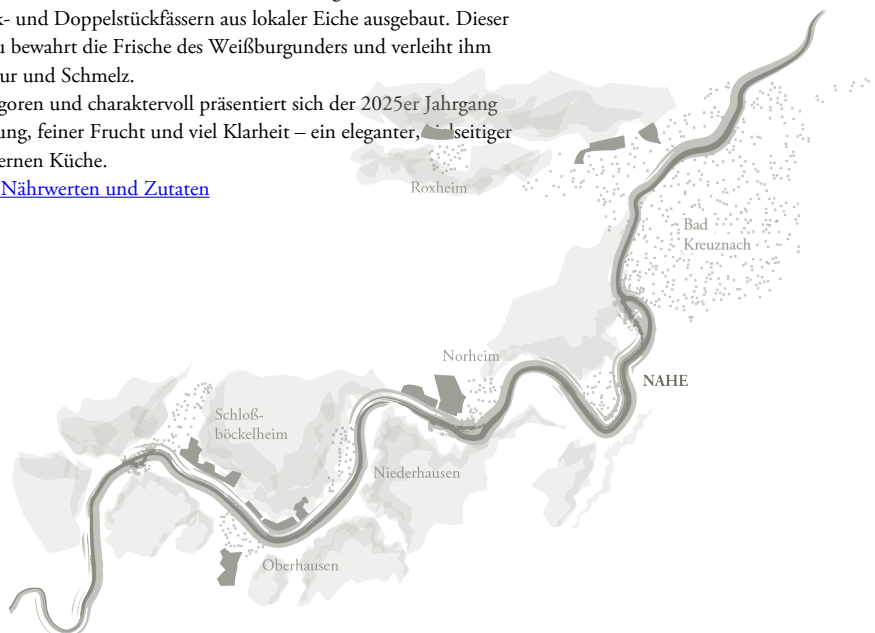 k- und Doppelstückfässern aus lokaler Eiche ausgebaut. Dieser
u bewahrt die Frische des Weißburgunders und verleiht ihm
ur und Schmelz.
goren und charaktervoll präsentiert sich der 2025er Jahrgang
ung, feiner Frucht und viel Klarheit – ein eleganter,
ernen Küche.
Nährwerten und Zutaten
Roxheim
Bad
Kreuznach
Norheim
NAHE
Schloß-
böckelheim
Niederhausen
Oberhausen